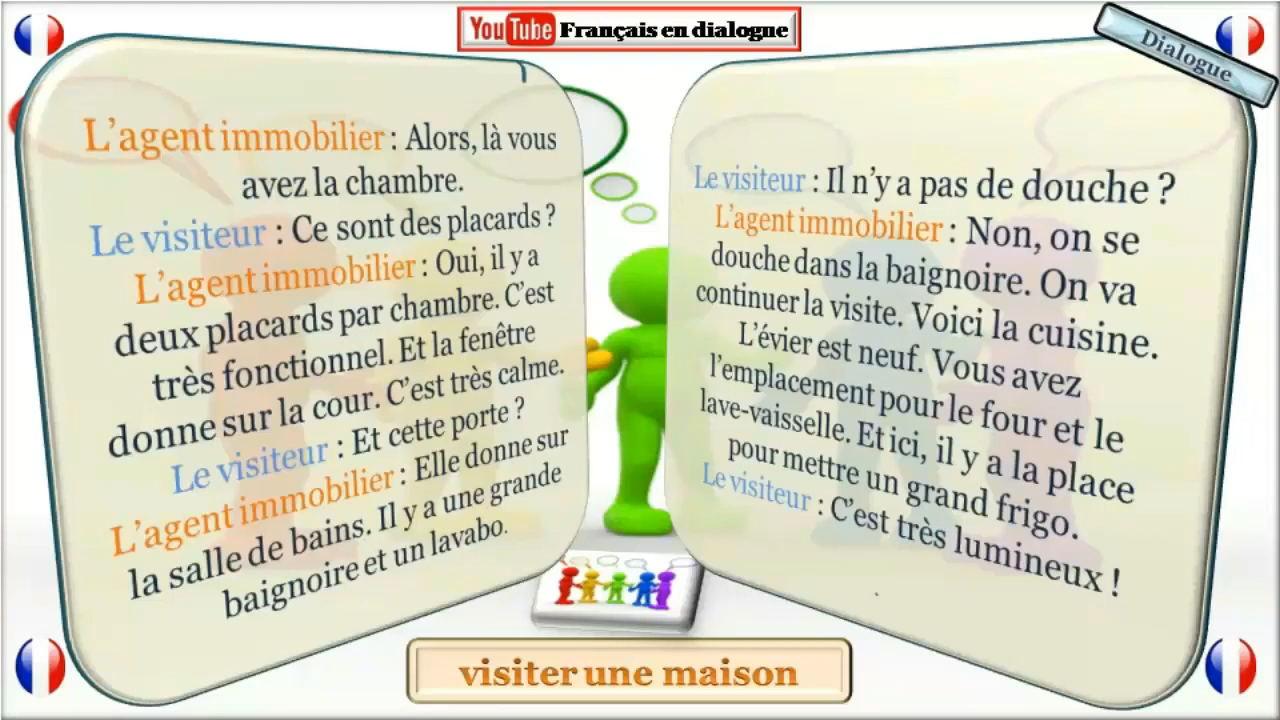 YouTube Français en dialogue
Dialogue
L'agent immobilier : Alors, là vous
avez la chambre.
Le visiteur : Ce sont des placards ?
L'agent immobilier : Oui, il y a
deux placards par chambre. C'est
très fonctionnel. Et la fenêtre
donne sur la cour. C'est très calme.
Le visiteur : Et cette porte ?
L'agent immobilier : Elle donne sur
la salle de bains. Il y a une grande
baignoire et un lavabo.
Le visiteur : Il n'y a pas de douche ?
L'agent immobilier : Non, on se
douche dans la baignoire. On va
continuer la visite. Voici la cuisine.
L'évier est neuf. Vous avez
l'emplacement pour le four et le
lave-vaisselle. Et ici, il y a la place
pour mettre un grand frigo.
Le visiteur : C'est très lumineux !
visiter une maison